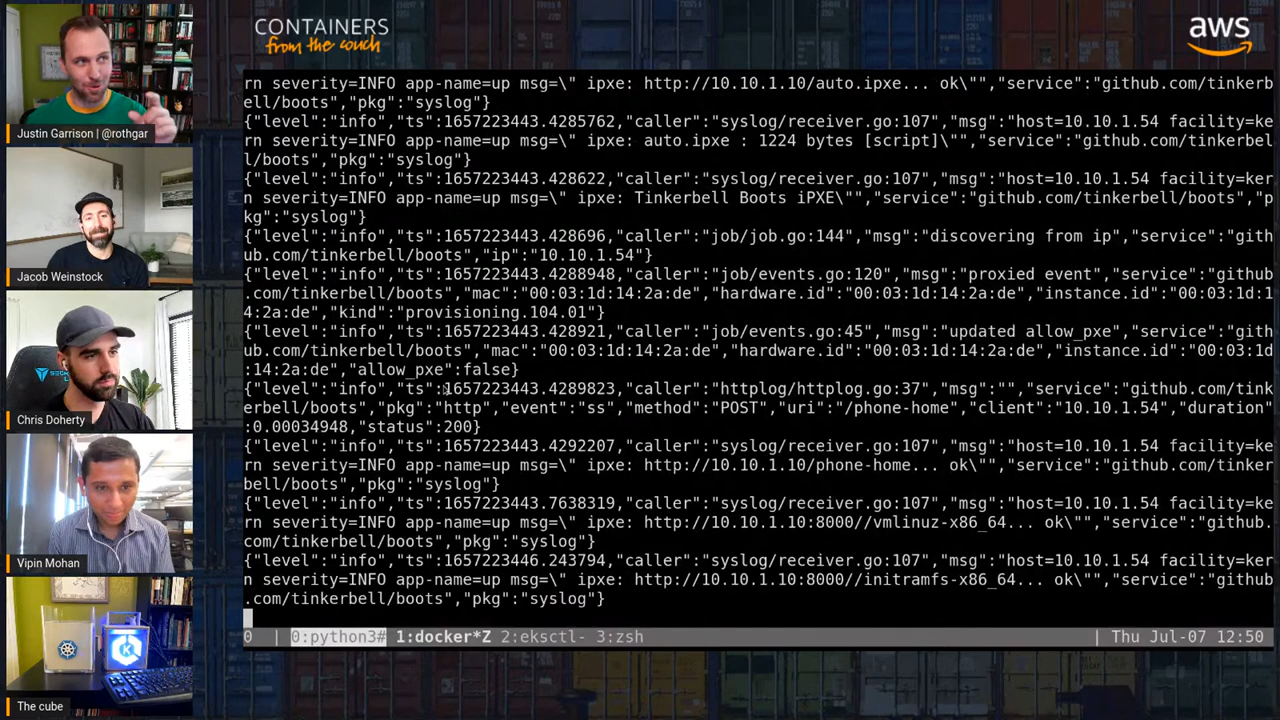 CONTAINERS
from the couch
aws
Justin Garrison | @rothgar
Jacob Weinstock
Chris Doherty
Vipin Mohan
The cube
rn severity=INFO app-name=up msg=\" ipxe: http://10.10.1.10/auto.ipxe... ok\"","service":"github.com/tinkerb
ell/boots","pkg":"syslog"}
{"level":"info","ts":1657223443.4285762,"caller":"syslog/receiver.go:107","msg":"host=10.10.1.54 facility=ke
rn severity=INFO app-name=up msg=\" ipxe: auto.ipxe : 1224 bytes [script]\"","service":"github.com/tinkerbel
l/boots","pkg":"syslog"}
{"level":"info","ts":1657223443.428622,"caller":"syslog/receiver.go:107","msg":"host=10.10.1.54 facility=ker
n severity=INFO app-name=up msg=\" ipxe: Tinkerbell Boots iPXE\"","service":"github.com/tinkerbell/boots","p
kg":"syslog"}
{"level":"info","ts":1657223443.428696,"caller":"job/job.go:144","msg":"discovering from ip","service":"gith
ub.com/tinkerbell/boots","ip":"10.10.1.54"}
{"level":"info","ts":1657223443.4288948,"caller":"job/events.go:120","msg":"proxied event","service":"github
.com/tinkerbell/boots","mac":"00:03:1d:14:2a:de","hardware.id":"00:03:1d:14:2a:de","instance.id":"00:03:1d:1
4:2a:de","kind":"provisioning.104.01"}
{"level":"info","ts":1657223443.428921,"caller":"job/events.go:45","msg":"updated allow_pxe","service":"gith
ub.com/tinkerbell/boots","mac":"00:03:1d:14:2a:de","hardware.id":"00:03:1d:14:2a:de","instance.id":"00:03:1d
:14:2a:de","allow_pxe":false}
{"level":"info","ts":1657223443.4289823,"caller":"httplog/httplog.go:37","msg":"","service":"github.com/tink
erbell/boots","pkg":"http","event":"ss","method":"POST","uri":"/phone-home","client":"10.10.1.54","duration"
:0.00034948,"status":200}
{"level":"info","ts":1657223443.4292207,"caller":"syslog/receiver.go:107","msg":"host=10.10.1.54 facility=ke
rn severity=INFO app-name=up msg=\" ipxe: http://10.10.1.10/phone-home... ok\"","service":"github.com/tinker
bell/boots","pkg":"syslog"}
{"level":"info","ts":1657223443.7638319,"caller":"syslog/receiver.go:107","msg":"host=10.10.1.54 facility=ke
rn severity=INFO app-name=up msg=\" ipxe: http://10.10.1.10:8000//vmlinuz-x86_64... ok\"","service":"github.
com/tinkerbell/boots","pkg":"syslog"}
{"level":"info","ts":1657223446.243794,"caller":"syslog/receiver.go:107","msg":"host=10.10.1.54 facility=ker
n severity=INFO app-name=up msg=\" ipxe: http://10.10.1.10:8000//initramfs-x86_64... ok\"","service":"github
.com/tinkerbell/boots","pkg":"syslog"}
0 | 0:python3# 1:docker*Z 2:eksctl- 3:zsh | Thu Jul-07 12:50